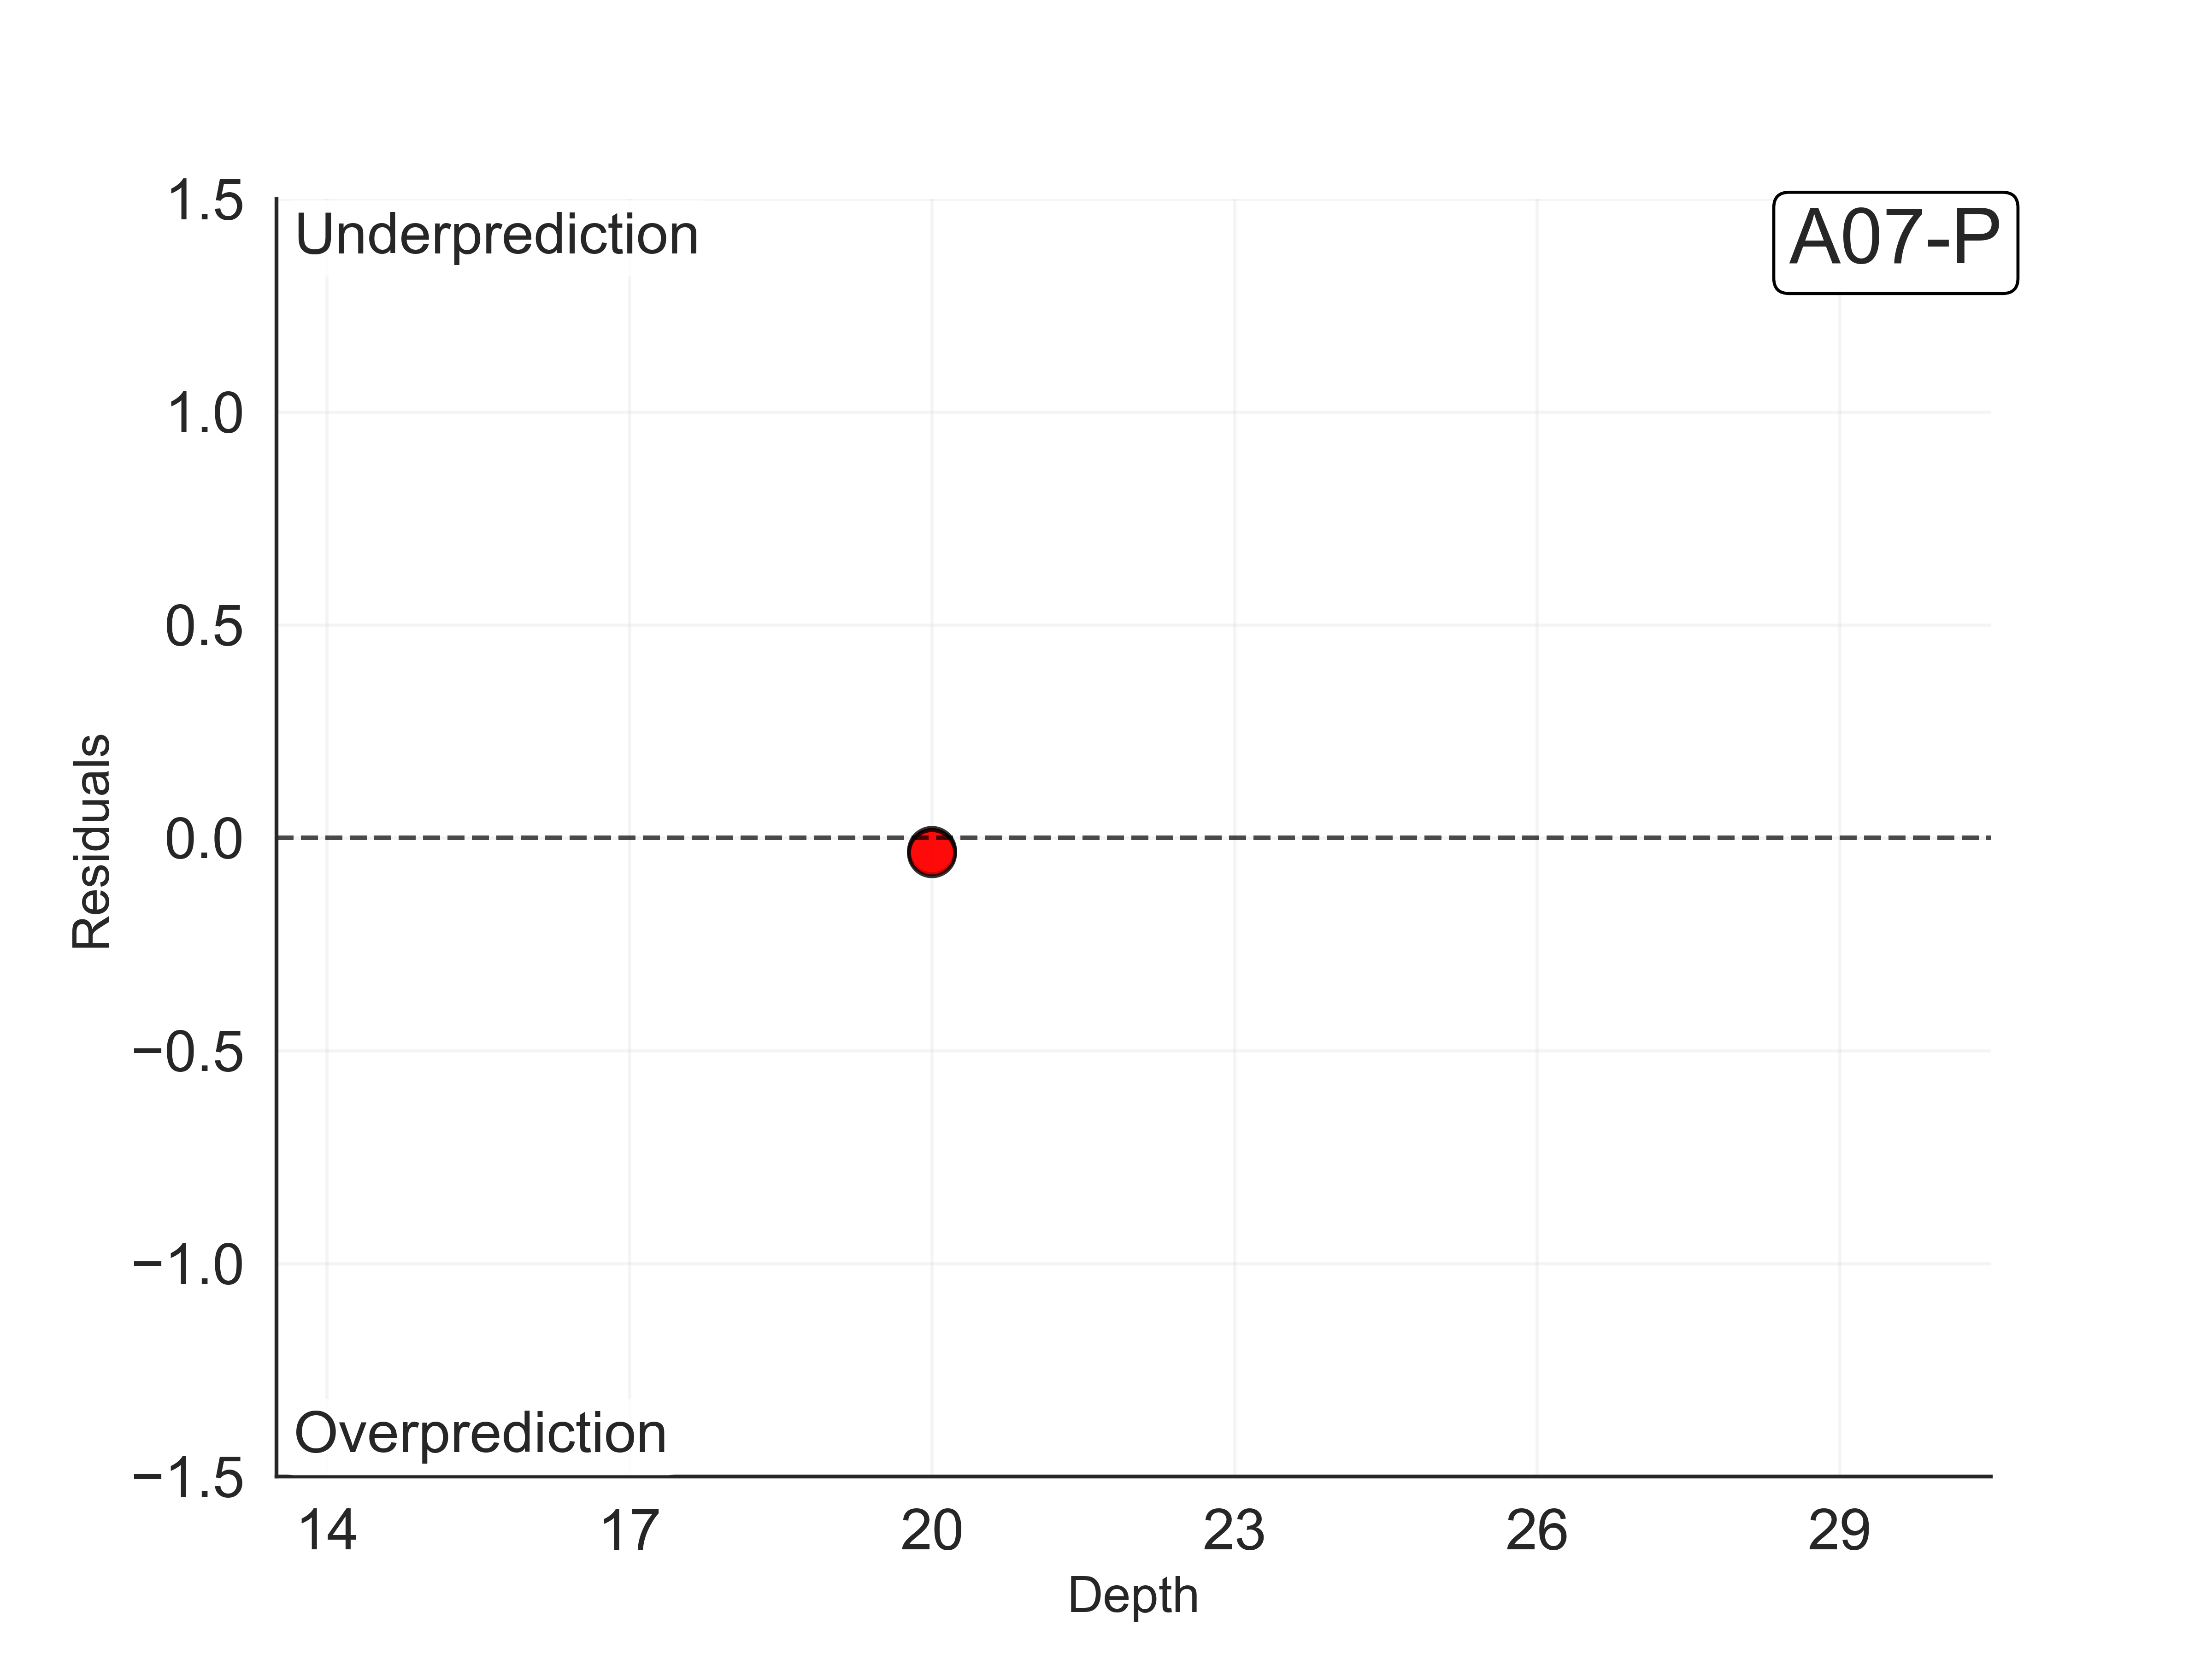 A07-P
Underprediction
1.5
1.0
0.5
0.0
−0.5
−1.0
−1.5
Residuals
Overprediction
14 17 20 23 26 29
Depth